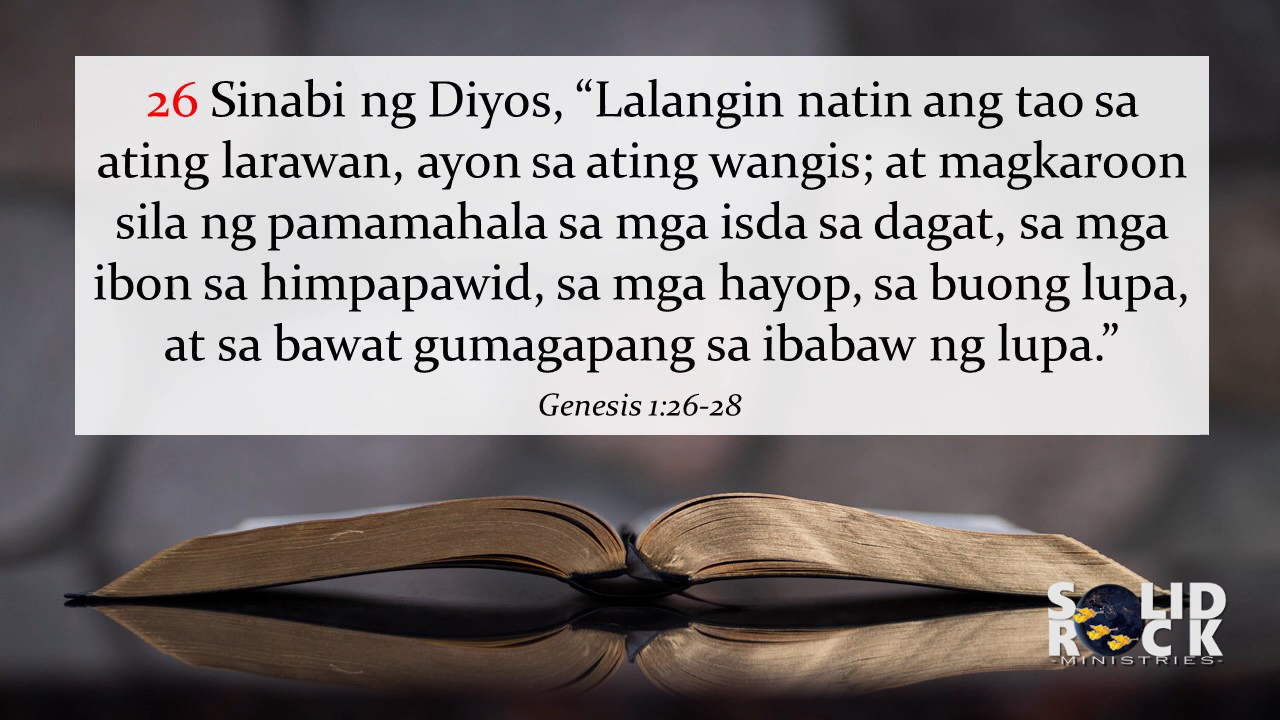 26 Sinabi ng Diyos, “Lalangin natin ang tao sa
ating larawan, ayon sa ating wangis; at magkaroon
sila ng pamamahala sa mga isda sa dagat, sa mga
ibon sa himpapawid, sa mga hayop, sa buong lupa,
at sa bawat gumagapang sa ibabaw ng lupa.”
Genesis 1:26-28
SOLID
ROCK
-MINISTRIES-